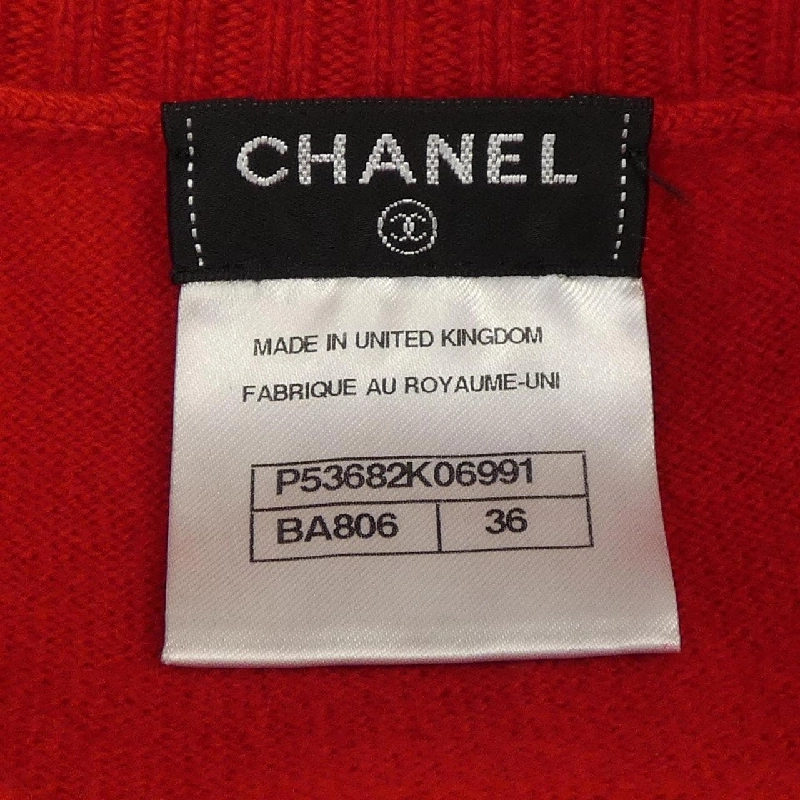 CHANEL
MADE IN UNITED KINGDOM
FABRIQUE AU ROYAUME-UNI
P53682K06991
BA806 36